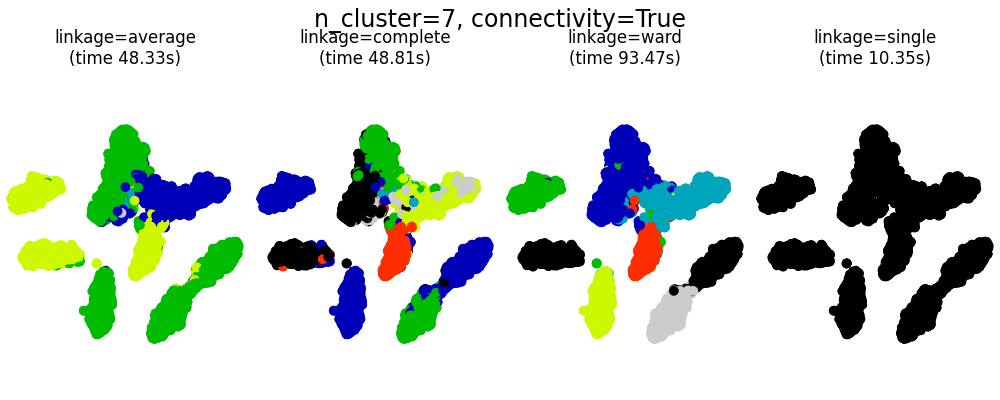 n_cluster=7, connectivity=True
linkage=average
(time 48.33s)
linkage=complete
(time 48.81s)
linkage=ward
(time 93.47s)
linkage=single
(time 10.35s)